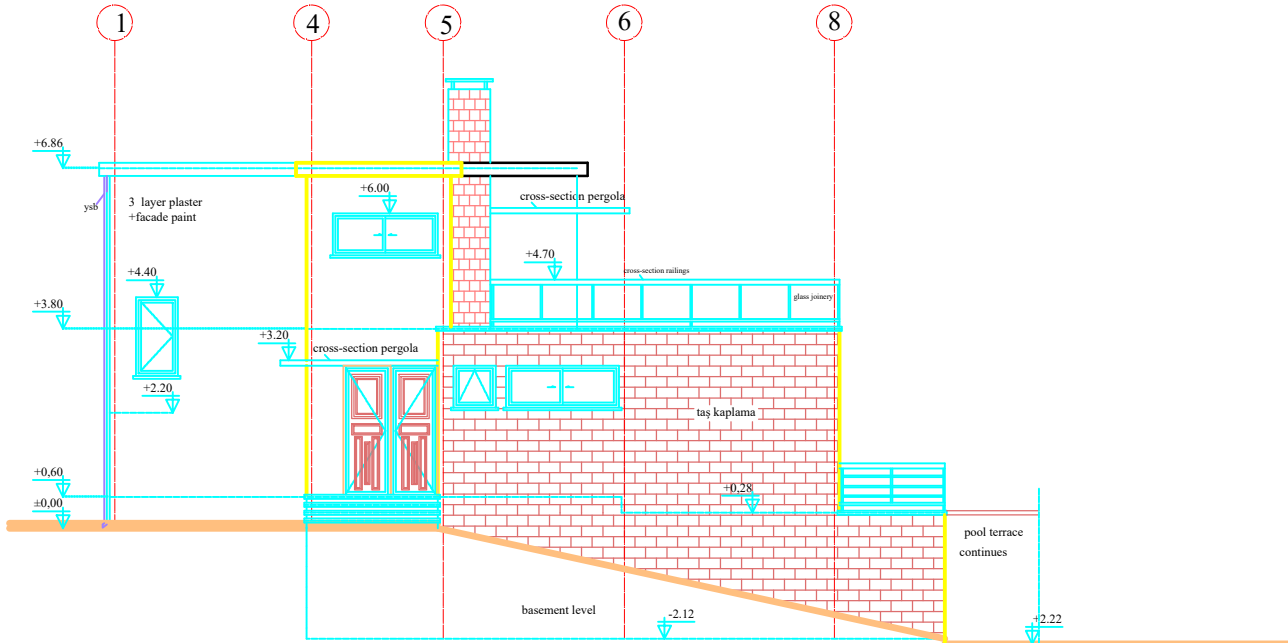 1
4
5
6
8
+6.86
ysb
3 layer plaster
+facade paint
+6.00
cross-section pergola
+4.70
cross-section railings
glass joinery
+4.40
+3.80
+3.20
cross-section pergola
+2.20
taş kaplama
+0,60
+0,28
±0,00
pool terrace
continues
basement level
-2.12
+2.22